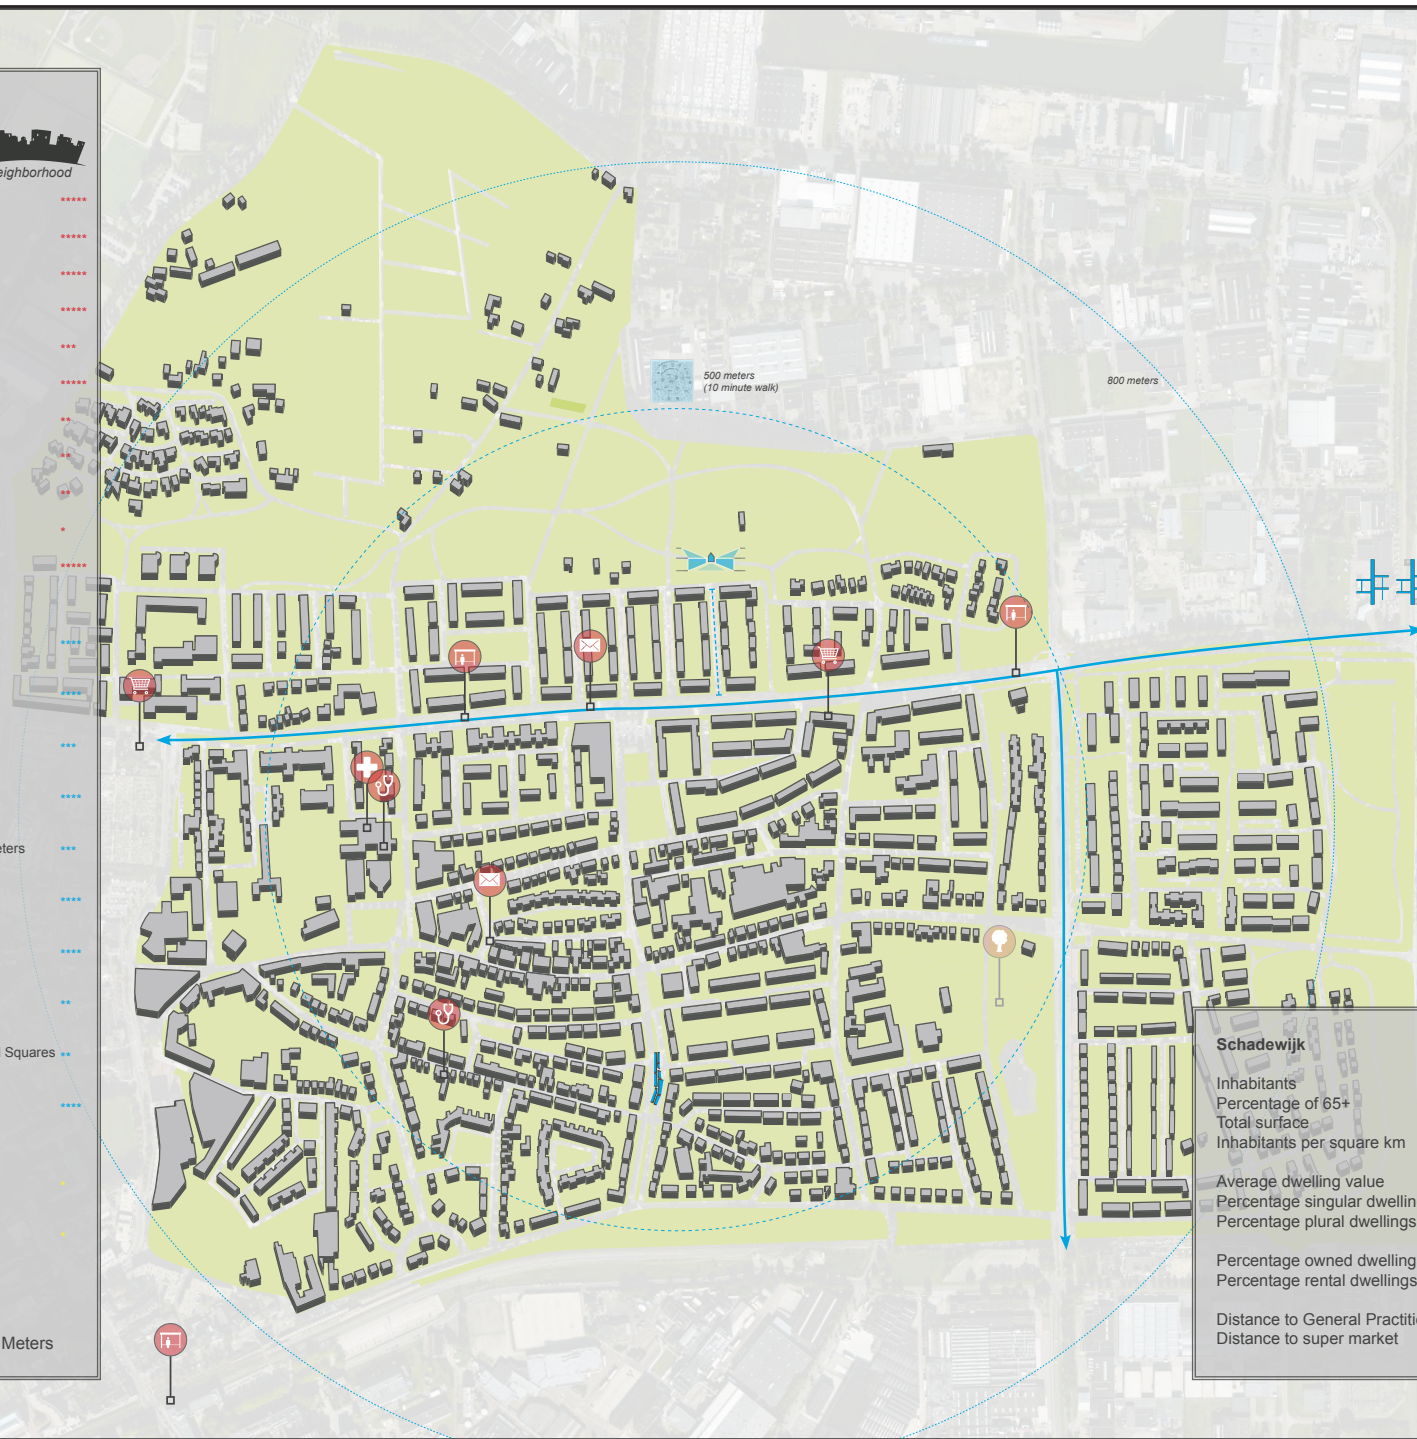 eighborhood
*****
*****
*****
*****
***
*****
**
**
**
*
*****
****
****
***
****
eters
***
****
****
**
l Squares
**
****
*
*
Meters
500 meters
(10 minute walk)
800 meters
Schadewijk
Inhabitants
Percentage of 65+
Total surface
Inhabitants per square km
Average dwelling value
Percentage singular dwellin
Percentage plural dwellings
Percentage owned dwelling
Percentage rental dwellings
Distance to General Practiti
Distance to super market